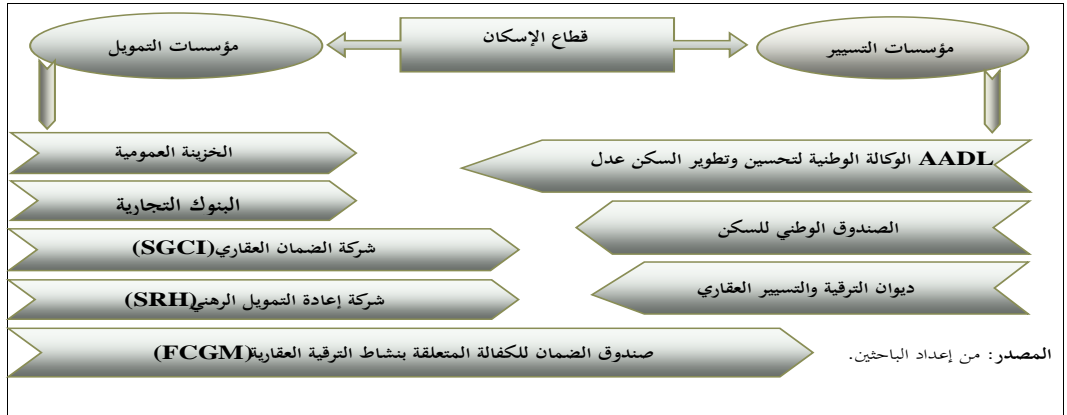 قطاع الإسكان
مؤسسات التسيير
مؤسسات التمويل
AADL الوكالة الوطنية لتحسين وتطوير السكن عدل
الصندوق الوطني للسكن
ديوان الترقية والتسيير العقاري
الخزينة العمومية
البنوك التجارية
شركة الضمان العقاري(SGCI)
شركة إعادة التمويل الرهني(SRH)
صندوق الضمان للكفالة المتعلقة بنشاط الترقية العقارية(FCGM)
المصدر: من إعداد الباحثين.